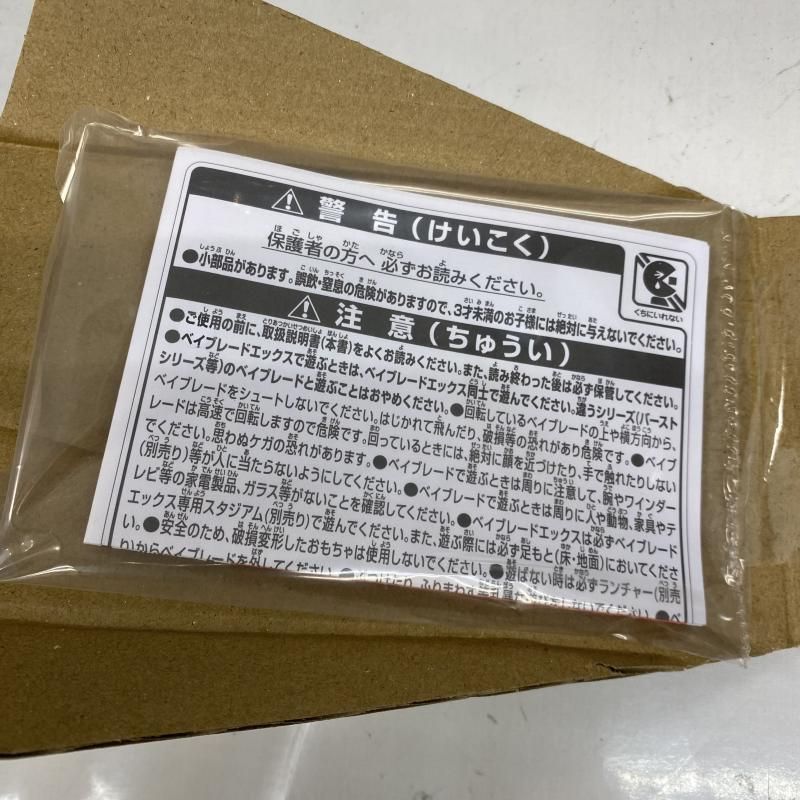 警告（けいこく）
保護者の方へ 必ずお読みください。
●小部品があります。誤飲・窒息の危険がありますので、3才未満のお子様には絶対に与えないでください。
くちにいれない
注意（ちゅうい）
●ご使用の前に、取扱説明書(本書)をよくお読みください。また、読み終わった後は必ず保管してください。
●ベイブレードエックスで遊ぶときは、ベイブレードエックス同士で遊んでください。違うシリーズ(バースト
シリーズ等)のベイブレードと遊ぶことはおやめください。●回転しているベイブレードの上や横方向から、
ベイブレードをシュートしないでください。はじかれて飛んだり、破損等の恐れがあり危険です。●ベイブ
レードは高速で回転しますので危険です。回っているときには、絶対に顔を近づけたり、手で触れたりしない
でください。思わぬケガの恐れがあります。●ベイブレードで遊ぶときは周りに注意して、腕やワインダー
(別売り)等が人に当たらないようにしてください。●ベイブレードで遊ぶときは周りに人や動物、家具やテ
レビ等の家電製品、ガラス等がないことを確認してください。●ベイブレードエックスは必ずベイブレード
エックス専用スタジアム(別売り)で遊んでください。また、遊ぶ際には必ず足もと(床・地面)においてくださ
い。●安全のため、破損変形したおもちゃは使用しないでください。●遊ばない時は必ずランチャー(別売
り)からベイブレードを外してください。